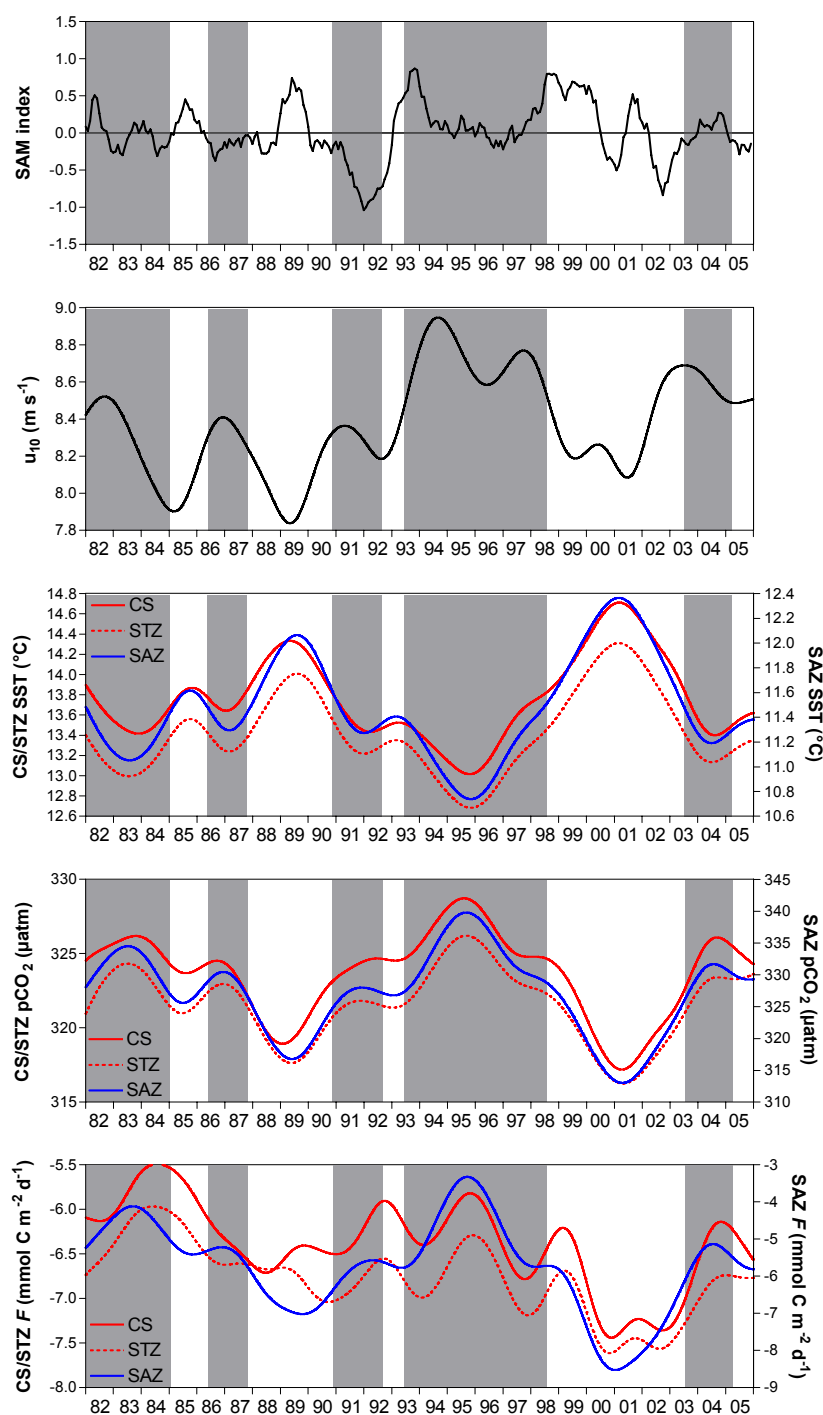 SAM index
1.5
1.0
0.5
0.0
-0.5
-1.0
-1.5
82 83 84 85 86 87 88 89 90 91 92 93 94 95 96 97 98 99 00 01 02 03 04 05
u10 (m s-1)
9.0
8.8
8.6
8.4
8.2
8.0
7.8
82 83 84 85 86 87 88 89 90 91 92 93 94 95 96 97 98 99 00 01 02 03 04 05
CS/STZ SST (°C)
14.8
14.6
14.4
14.2
14.0
13.8
13.6
13.4
13.2
13.0
12.8
12.6
CS
STZ
SAZ
12.4
12.2
12.0
11.8
11.6
11.4
11.2
11.0
10.8
10.6
SAZ SST (°C)
82 83 84 85 86 87 88 89 90 91 92 93 94 95 96 97 98 99 00 01 02 03 04 05
CS/STZ pCO2 (µatm)
330
325
320
315
CS
STZ
SAZ
345
340
335
330
325
320
315
310
SAZ pCO2 (µatm)
82 83 84 85 86 87 88 89 90 91 92 93 94 95 96 97 98 99 00 01 02 03 04 05
CS/STZ F (mmol C m-2 d-1)
-5.5
-6.0
-6.5
-7.0
-7.5
-8.0
CS
STZ
SAZ
-3
-4
-5
-6
-7
-8
-9
SAZ F (mmol C m-2 d-1)
82 83 84 85 86 87 88 89 90 91 92 93 94 95 96 97 98 99 00 01 02 03 04 05